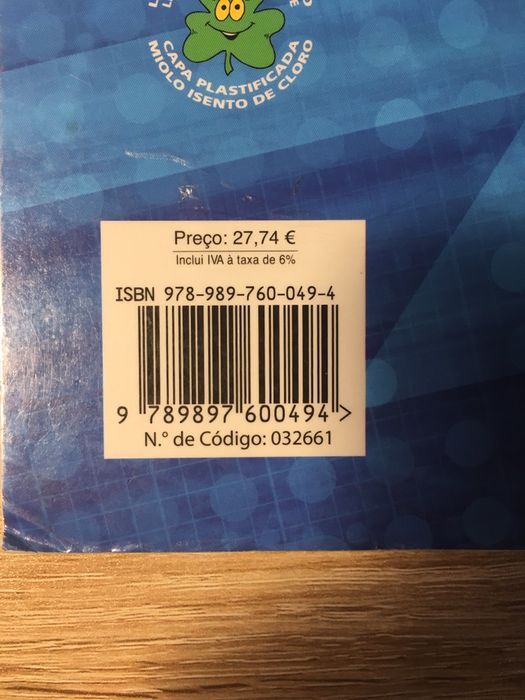 CAPA PLASTIFICADA
MIOLO ISENTO DE CLORO
Preço: 27,74 €
Inclui IVA à taxa de 6%
ISBN 978-989-760-049-4
9 789897 600494 >
N.° de Código: 032661